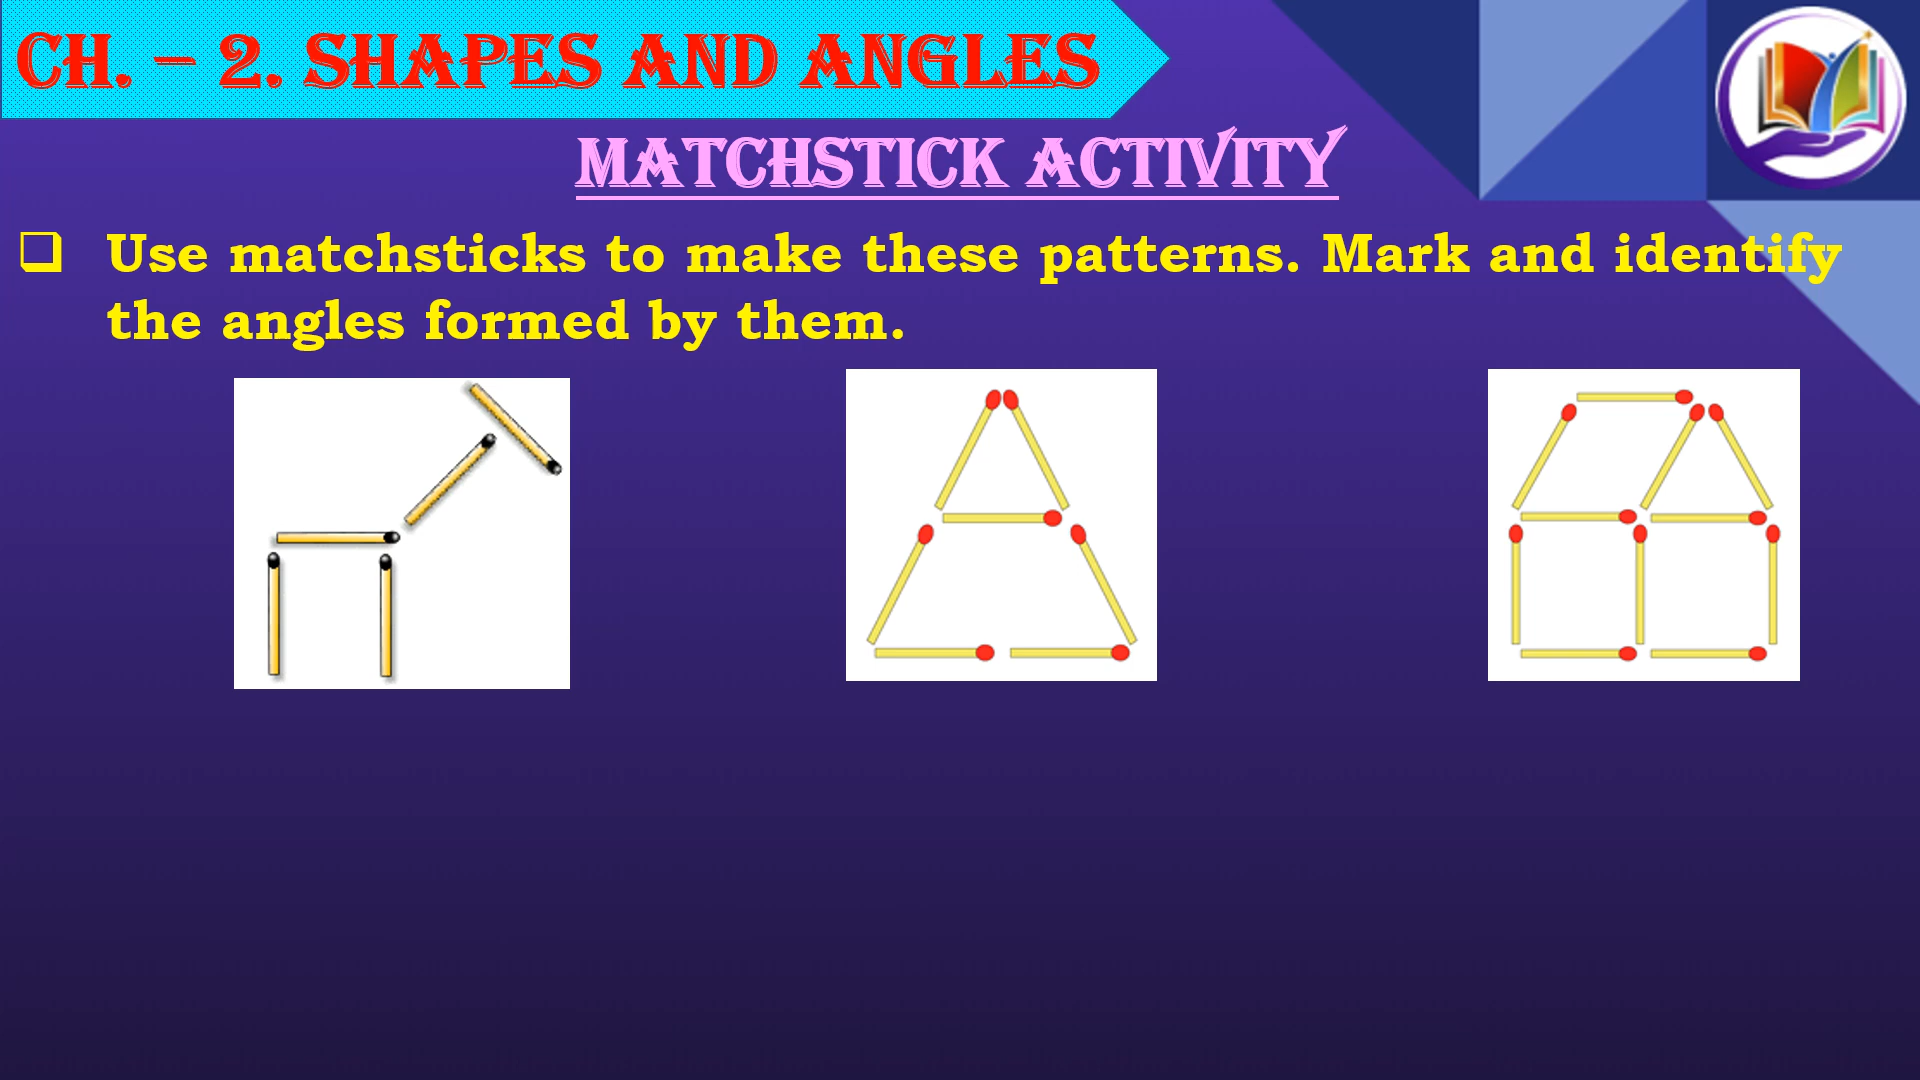 CH. – 2. SHAPES AND ANGLES
MATCHSTICK ACTIVITY
❑ Use matchsticks to make these patterns. Mark and identify
the angles formed by them.